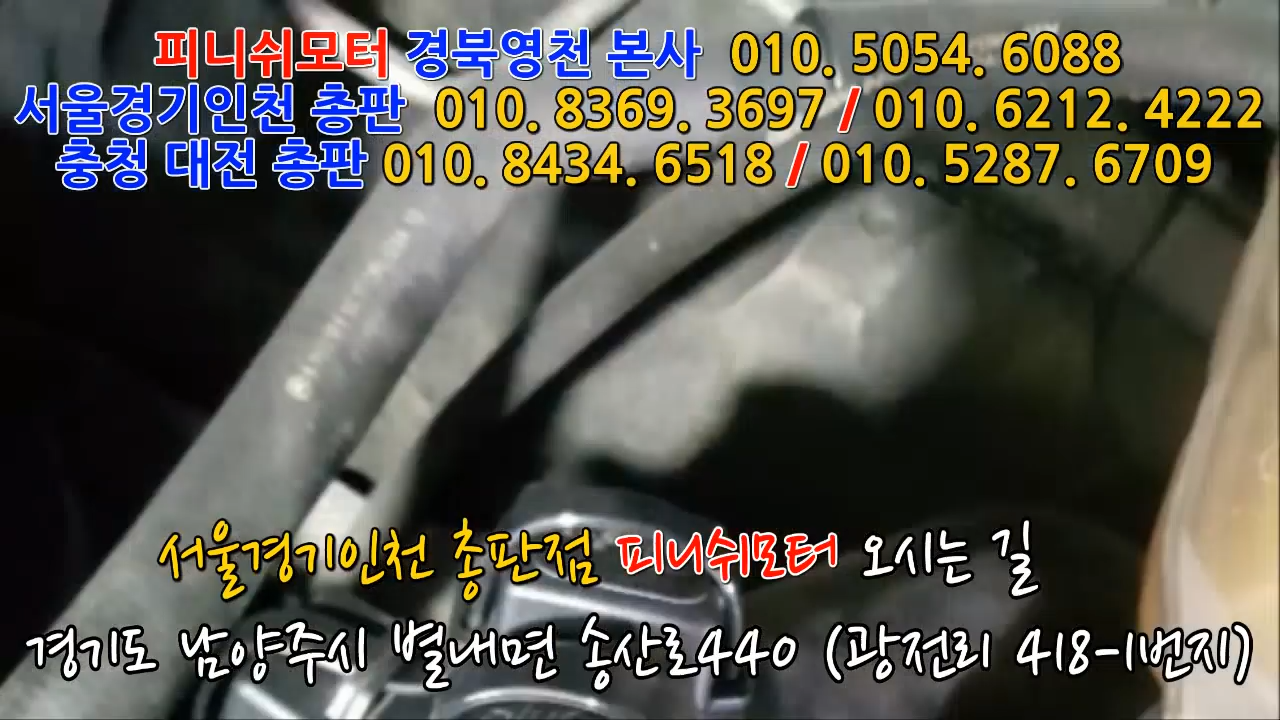 피니쉬모터 경북영천 본사 010. 5054. 6088
서울경기인천 총판 010. 8369. 3697 / 010. 6212. 4222
충청 대전 총판 010. 8434. 6518 / 010. 5287. 6709
서울경기인천 총판점 피니쉬모터 오시는 길
경기도 남양주시 별내면 송산로440 (광전리 418-1번지)